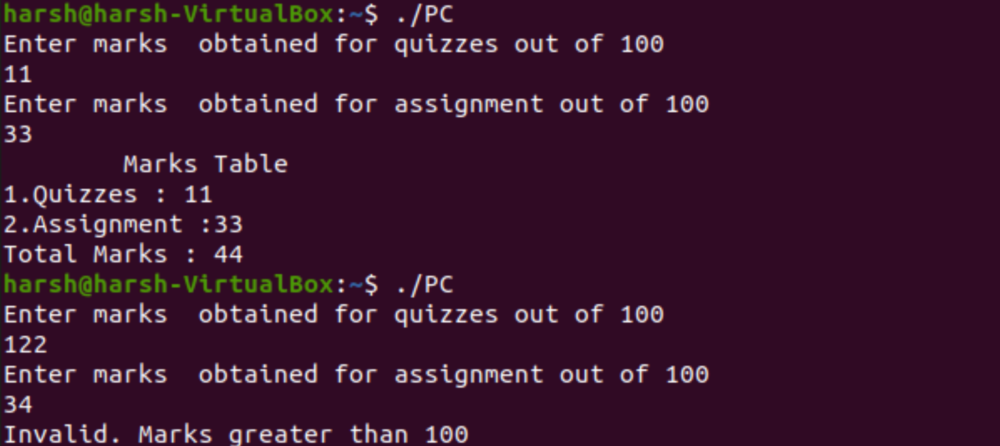 harsh@harsh-VirtualBox:~$ ./PC
Enter marks  obtained for quizzes out of 100
11
Enter marks  obtained for assignment out of 100
33
        Marks Table
1.Quizzes : 11
2.Assignment :33
Total Marks : 44
harsh@harsh-VirtualBox:~$ ./PC
Enter marks  obtained for quizzes out of 100
122
Enter marks  obtained for assignment out of 100
34
Invalid. Marks greater than 100